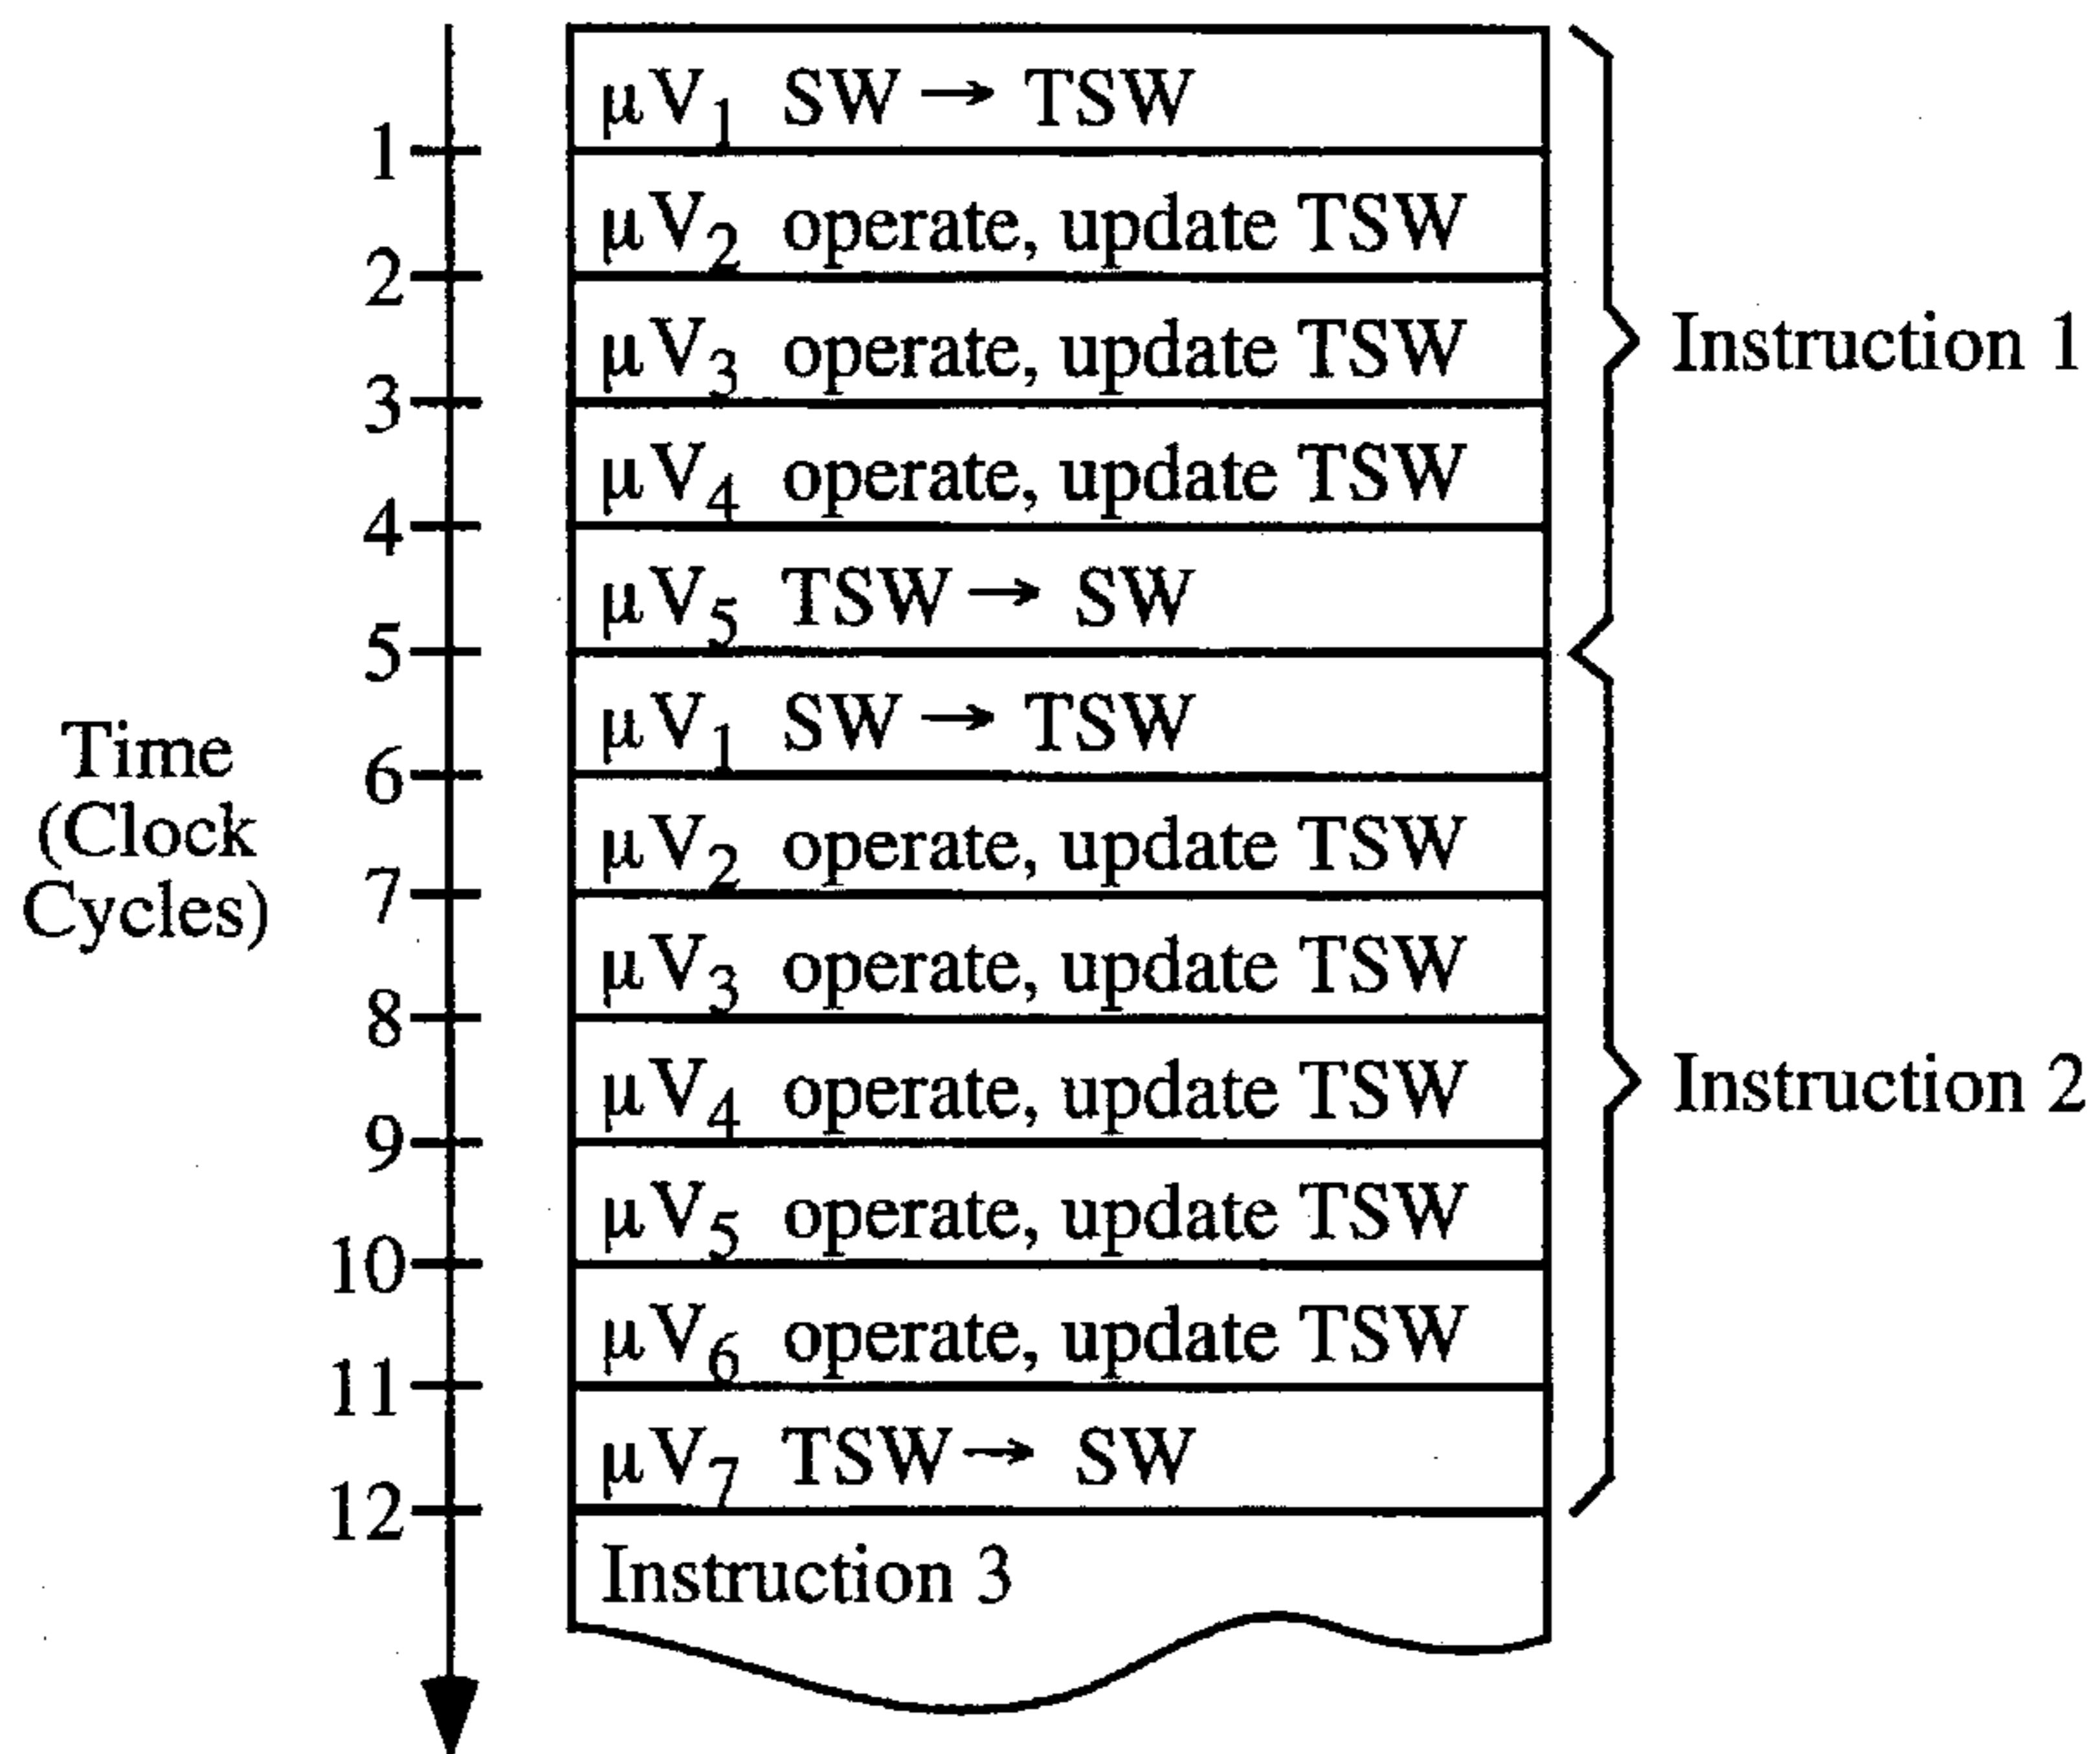 μV1 SW → TSW
1
μV2 operate, update TSW
2
μV3 operate, update TSW
Instruction 1
3
μV4 operate, update TSW
4
μV5 TSW → SW
5
μV1 SW → TSW
Time
(Clock
Cycles)
6
μV2 operate, update TSW
7
μV3 operate, update TSW
8
μV4 operate, update TSW
Instruction 2
9
μV5 operate, update TSW
10
μV6 operate, update TSW
11
μV7 TSW → SW
12
Instruction 3